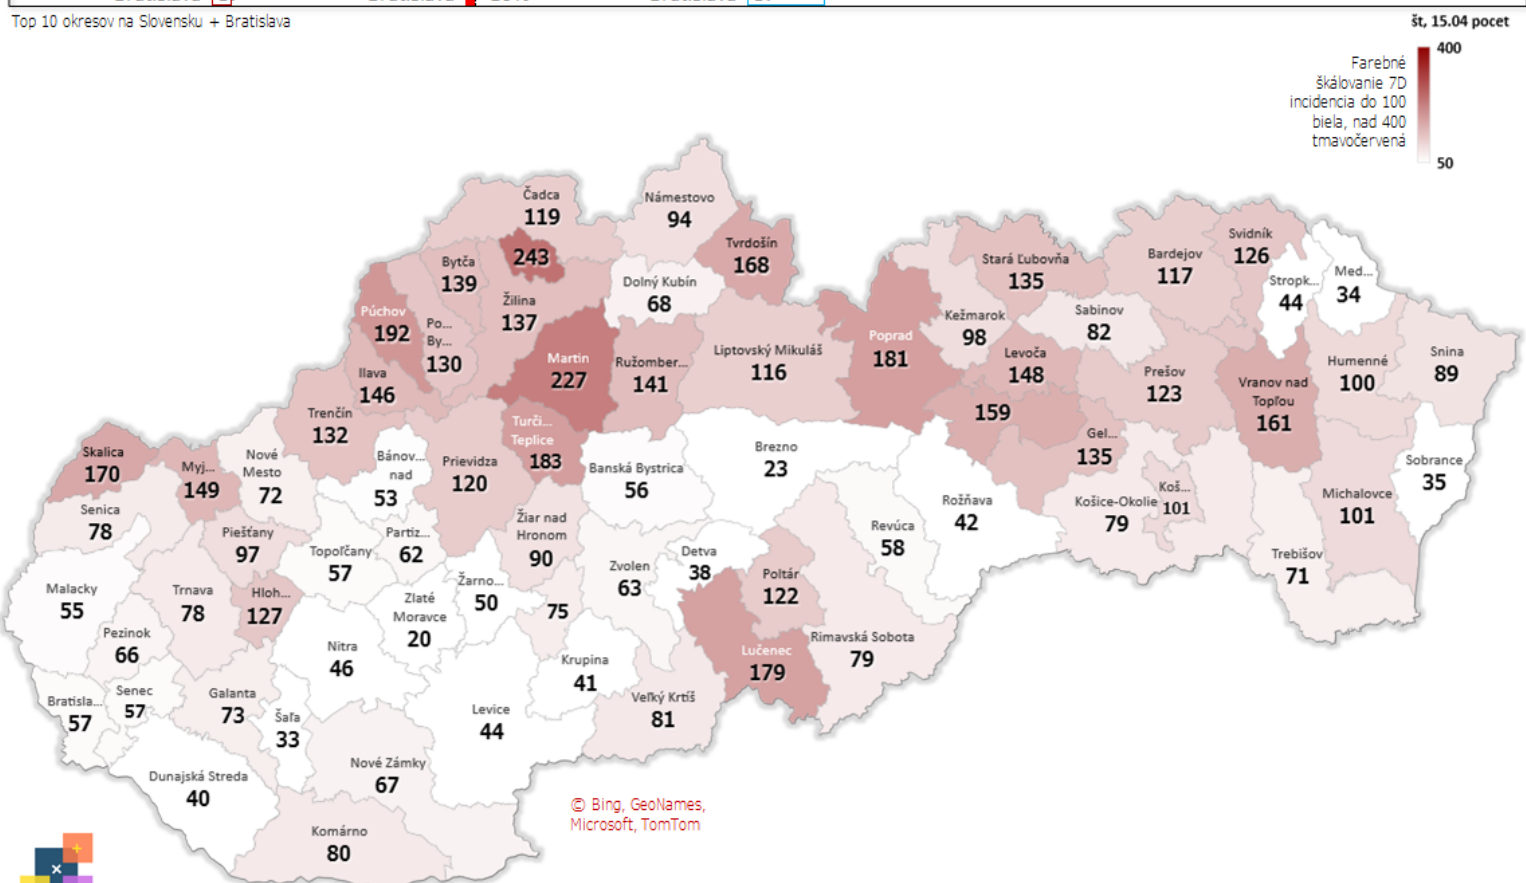 Top 10 okresov na Slovensku + Bratislava
št, 15.04 pocet
400
Farebné
škálovanie 7D
incidencia do 100
biela, nad 400
tmavočervená
50
Čadca
119
Námestovo
94
243
Tvrdošín
168
Bytča
139
Dolný Kubín
68
Žilina
137
Púchov
192
Po...
By...
130
Martin
227
Ružomber...
141
Liptovský Mikuláš
116
Poprad
181
Kežmarok
98
Stará Ľubovňa
135
Sabinov
82
Bardejov
117
Svidník
126
Stropk...
44
Med...
34
Levoča
148
Prešov
123
Vranov nad
Topľou
161
Humenné
100
Snina
89
Ilava
146
Trenčín
132
Turči...
Teplice
183
159
Gel...
135
Skalica
170
Myj...
149
Nové
Mesto
72
Bánov...
nad
53
Prievidza
120
Banská Bystrica
56
Brezno
23
Rožňava
42
Košice-Okolie
79
Koš...
101
Michalovce
101
Sobrance
35
Senica
78
Piešťany
97
Topoľčany
57
Partiz...
62
Žiar nad
Hronom
90
Zvolen
63
Detva
38
Revúca
58
Trebišov
71
Malacky
55
Trnava
78
Hloh...
127
Zlaté
Moravce
20
Žarno...
50
75
Poltár
122
Pezinok
66
Nitra
46
Krupina
41
Lučenec
179
Rimavská Sobota
79
Bratisla...
57
Senec
57
Galanta
73
Šaľa
33
Levice
44
Veľký Krtíš
81
Dunajská Streda
40
Nové Zámky
67
Komárno
80
© Bing, GeoNames,
Microsoft, TomTom